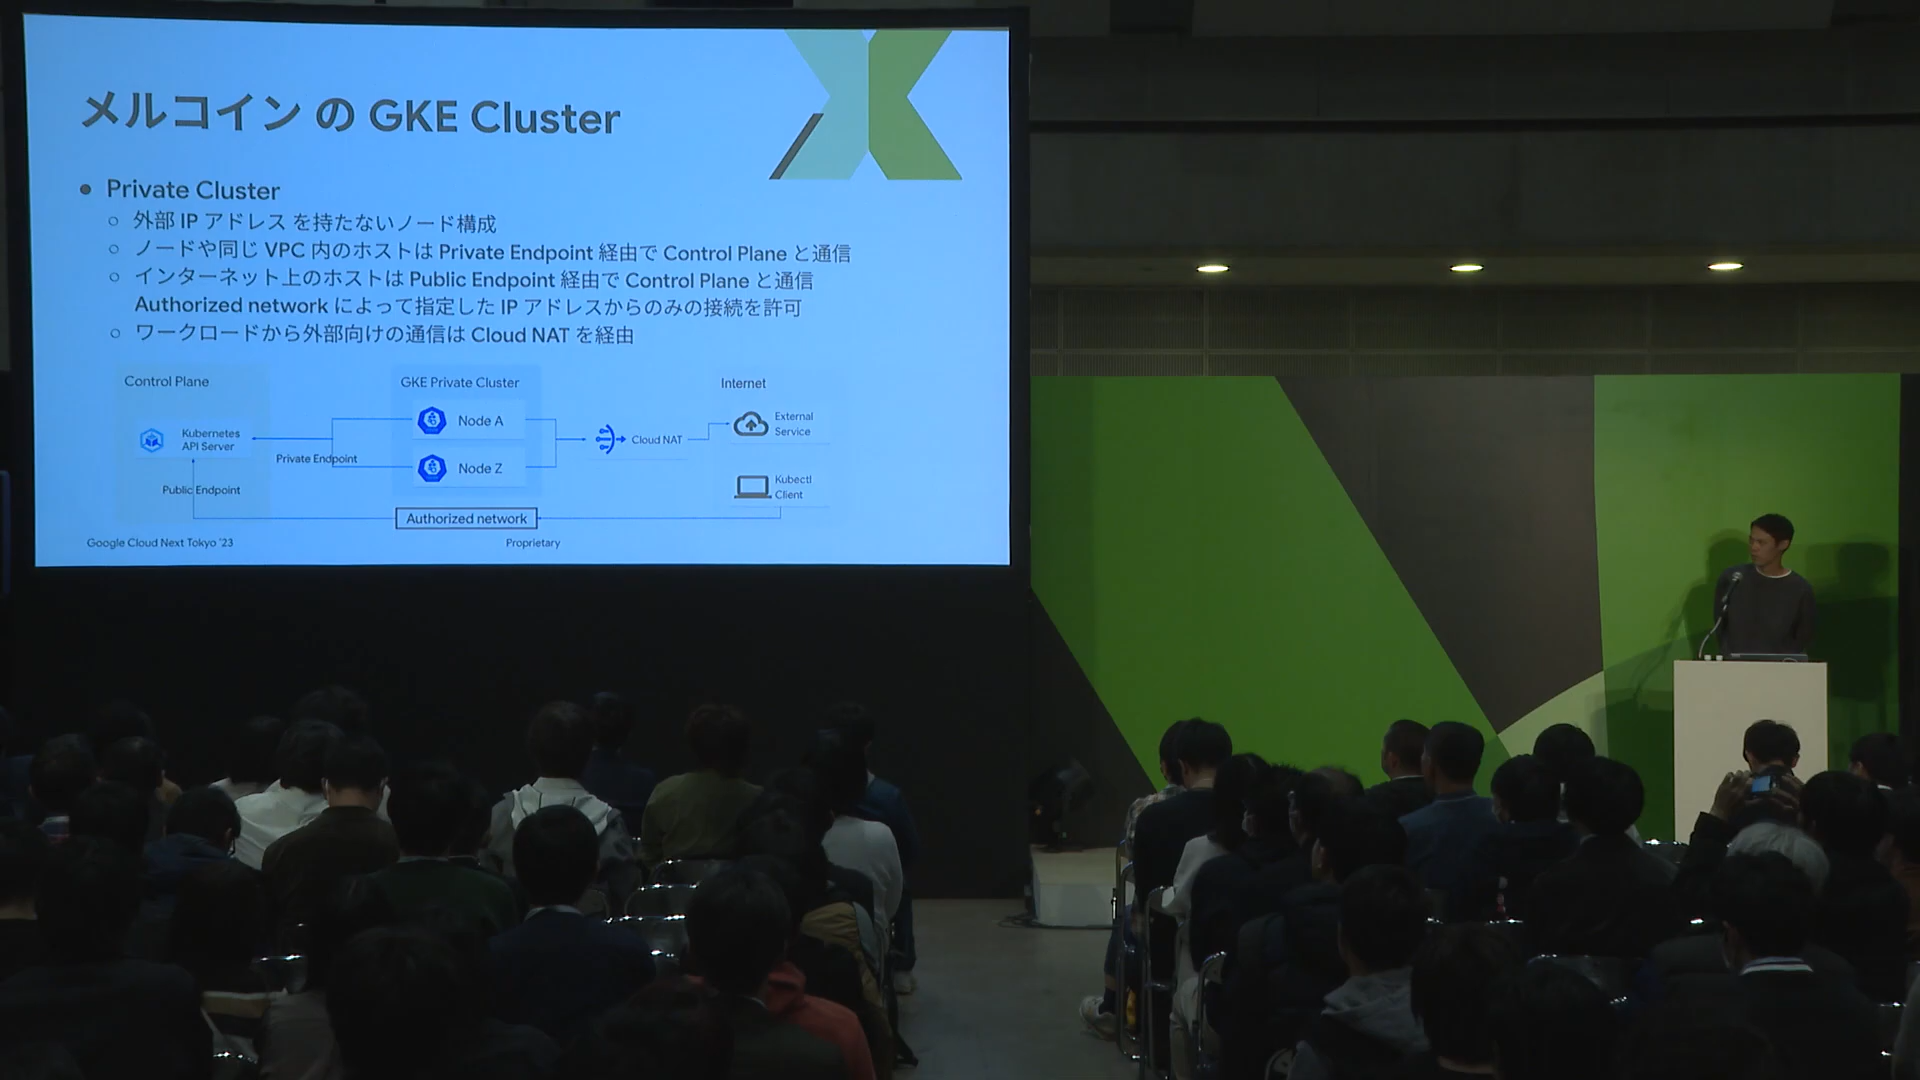 メルコイン の GKE Cluster
● Private Cluster
○ 外部 IP アドレス を持たないノード構成
○ ノードや同じ VPC 内のホストは Private Endpoint 経由で Control Plane と通信
○ インターネット上のホストは Public Endpoint 経由で Control Plane と通信
Authorized network によって指定した IP アドレスからのみの接続を許可
○ ワークロードから外部向けの通信は Cloud NAT を経由
Control Plane
Kubernetes
API Server
Public Endpoint
Private Endpoint
GKE Private Cluster
Node A
Node Z
Cloud NAT
Internet
External
Service
Kubectl
Client
Authorized network
Google Cloud Next Tokyo '23
Proprietary